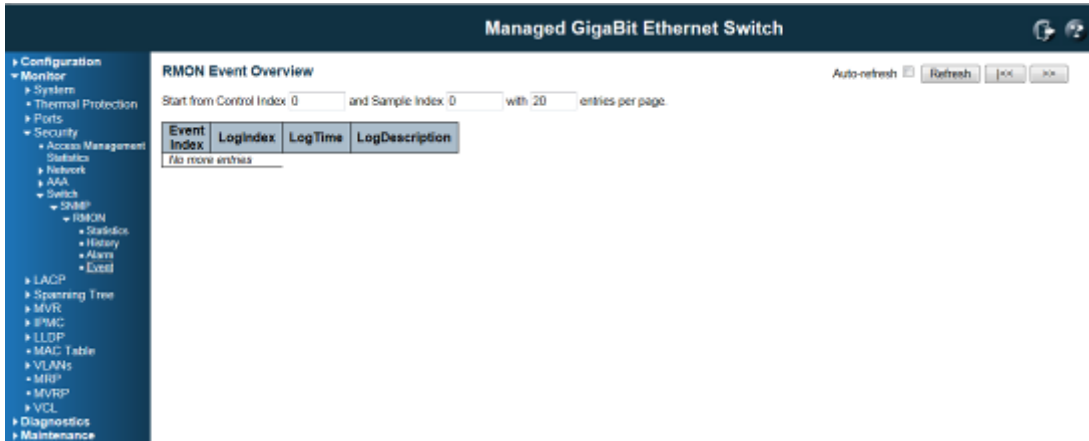 Managed GigaBit Ethernet Switch
Configuration
Monitor
System
Thermal Protection
Ports
Security
Access Management
Statistics
Network
AAA
Switch
SNMP
RMON
Statistics
History
Alarm
Event
LACP
Spanning Tree
MVR
IPMC
LLDP
MAC Table
VLANs
MRP
MVRP
VCL
Diagnostics
Maintenance
RMON Event Overview
Auto-refresh Refresh |<< >>
Start from Control Index 0 and Sample Index 0 with 20 entries per page.
Event
Index LogIndex LogTime LogDescription
No more entries